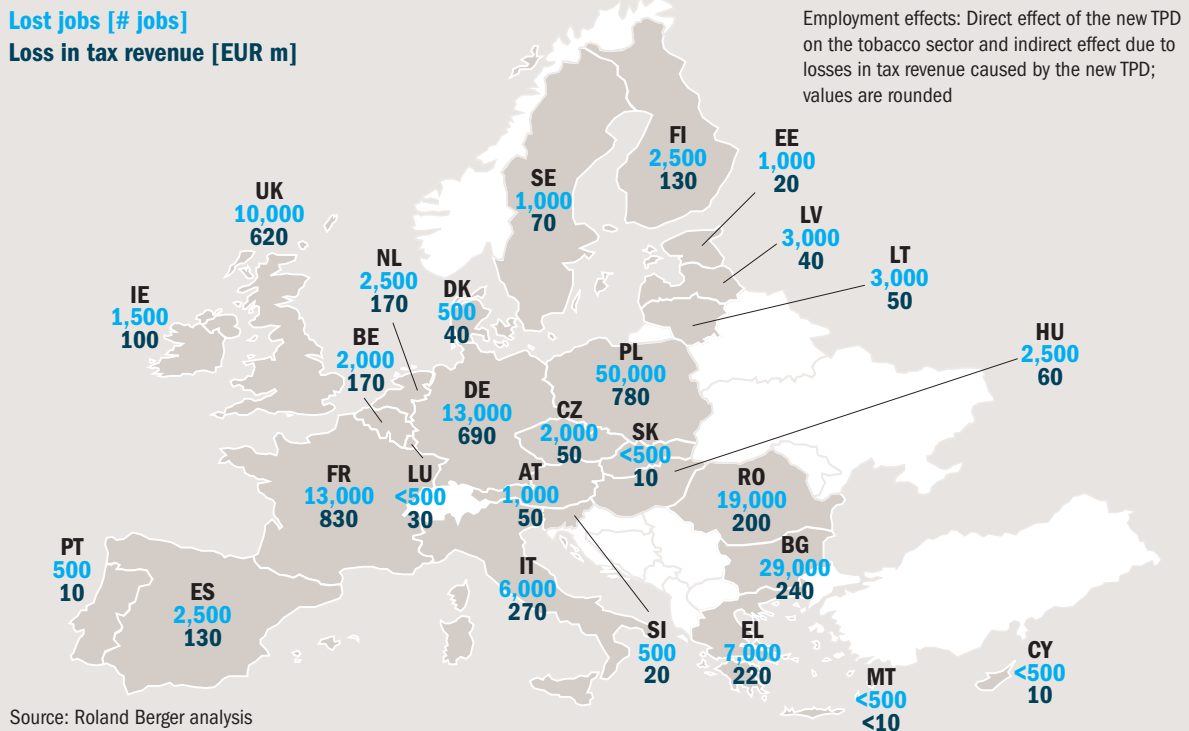 Lost jobs [# jobs]
Loss in tax revenue [EUR m]
Employment effects: Direct effect of the new TPD
on the tobacco sector and indirect effect due to
losses in tax revenue caused by the new TPD;
values are rounded
FI
2,500
130
EE
1,000
20
SE
1,000
70
UK
10,000
620
LV
3,000
40
NL
2,500
170
LT
3,000
50
DK
500
40
IE
1,500
100
HU
2,500
60
BE
2,000
170
PL
50,000
780
DE
13,000
690
CZ
2,000
50
SK
<500
10
FR
13,000
830
LU
<500
30
AT
1,000
50
RO
19,000
200
PT
500
10
BG
29,000
240
IT
6,000
270
ES
2,500
130
SI
500
20
EL
7,000
220
CY
<500
10
MT
<500
<10
Source: Roland Berger analysis